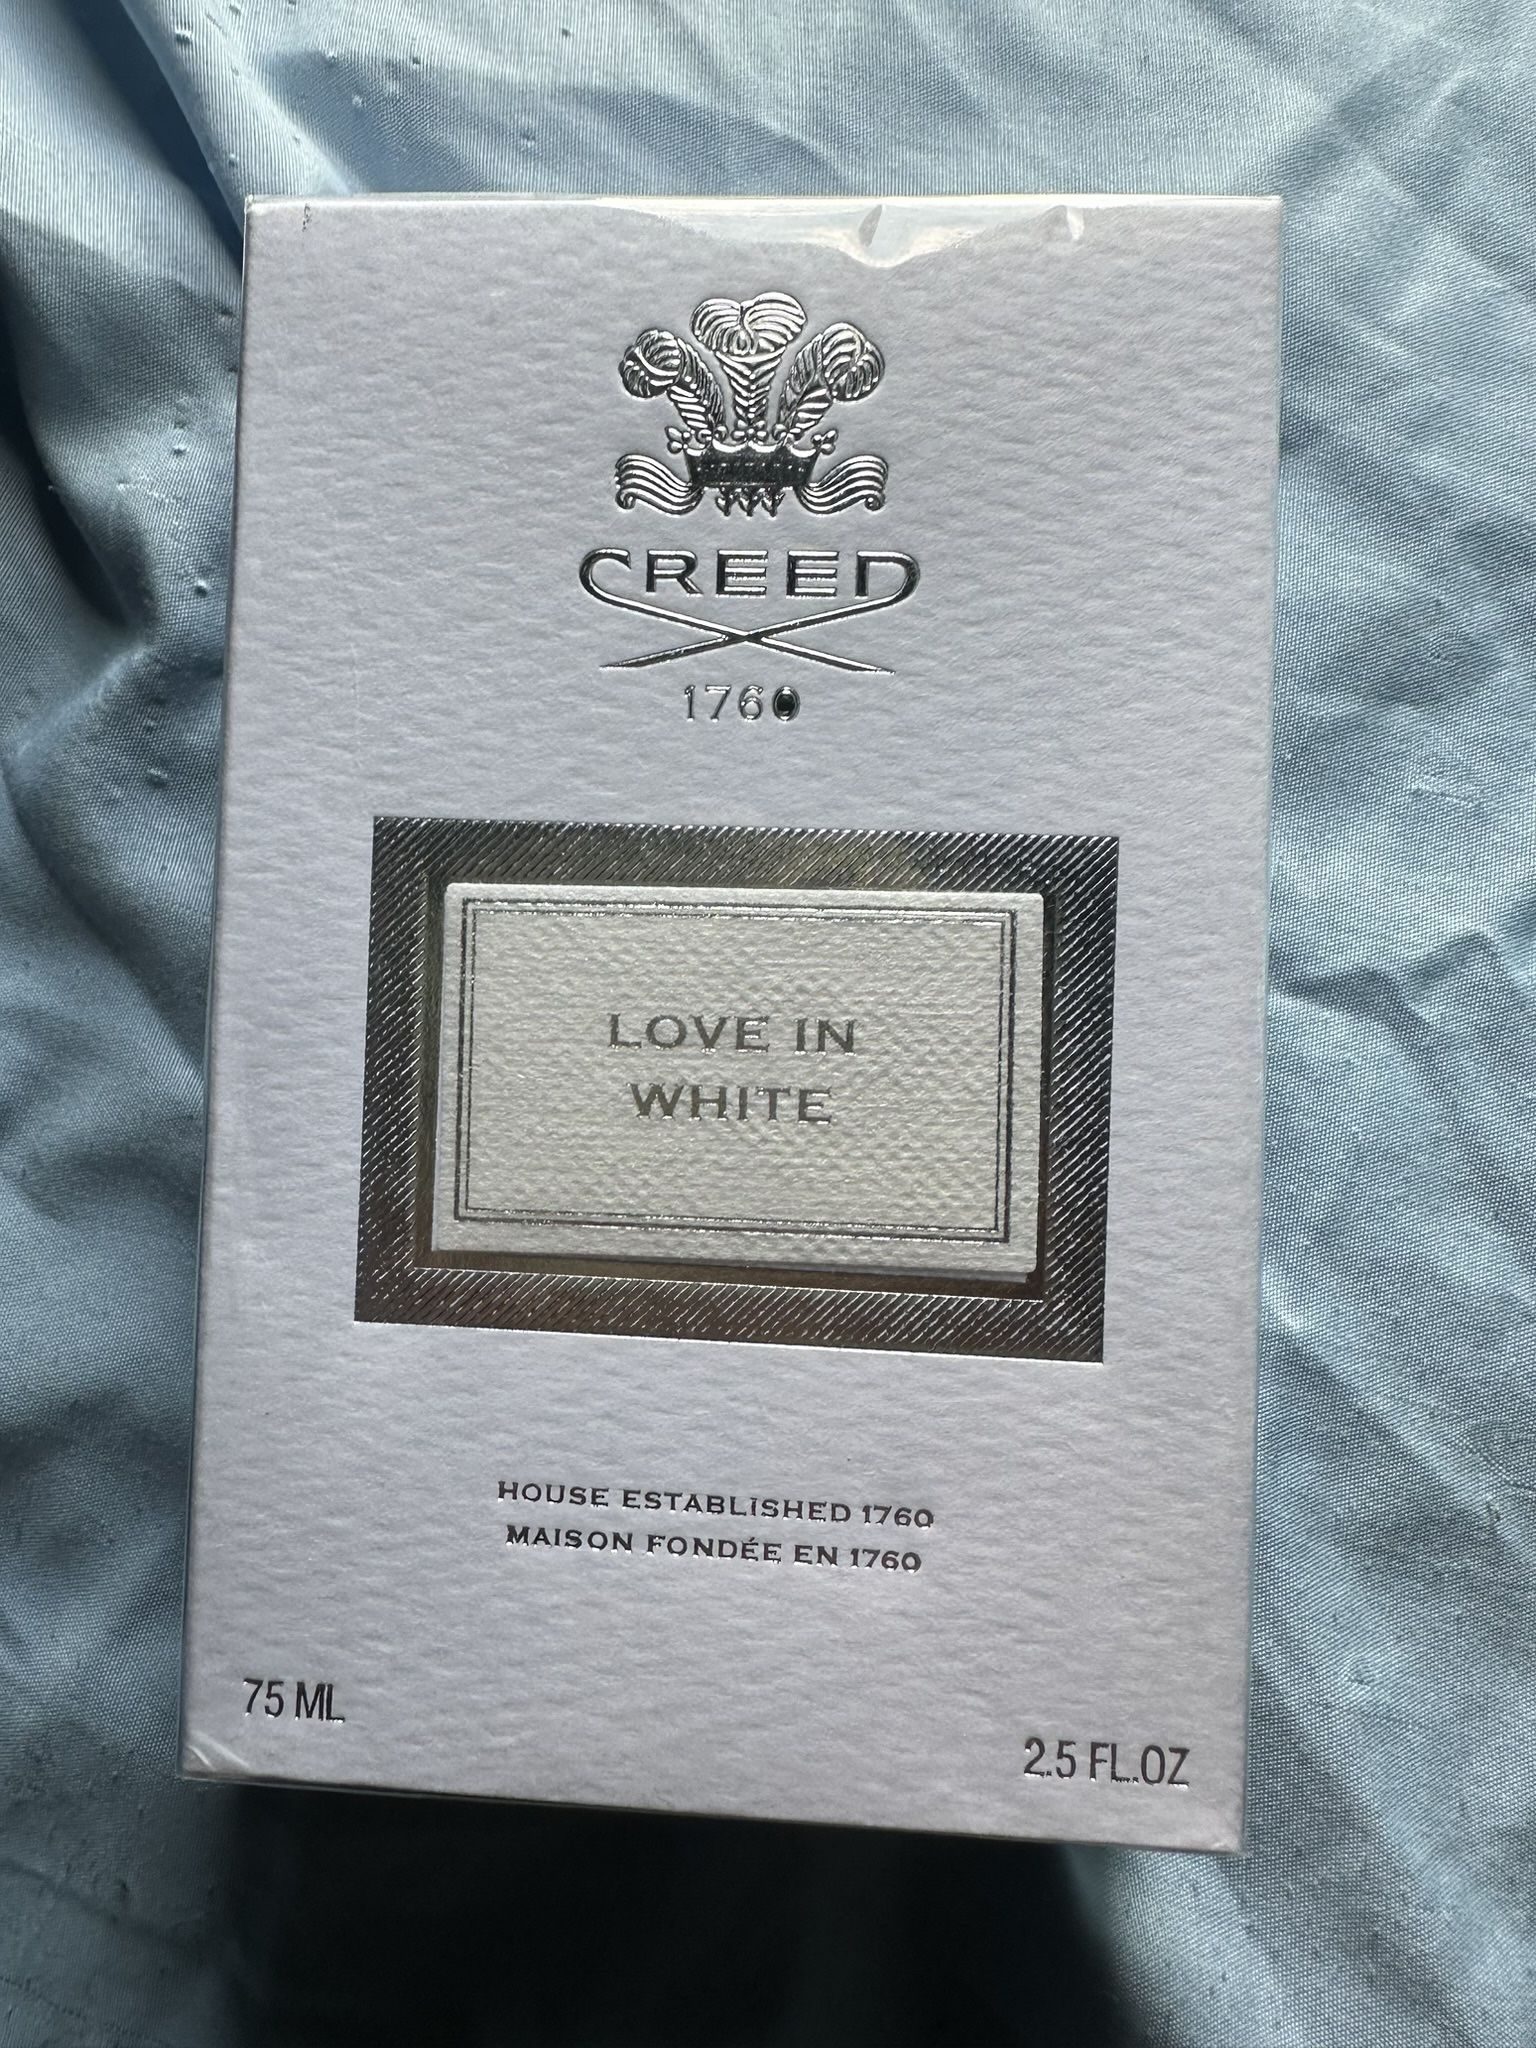 CREED
1760
LOVE IN
WHITE
HOUSE ESTABLISHED 1760
MAISON FONDÉE EN 1760
75 ML
2.5 FL.OZ